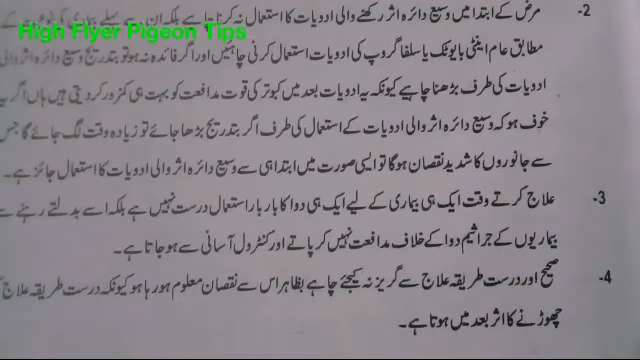 2- مرض کے ابتدا میں وسیع دائرہ اثر رکھنے والی ادویات کا استعمال نہ کرنا چاہے بلکہ ان سے پہلے
High Flyer Pigeon Tips
مطابق عام اینٹی بایوٹک یا سلفا گروپ کی ادویات استعمال کرنی چاہئیں اور اگر فائدہ نہ ہو تو بتدریج وسیع دائرہ اثر والی
ادویات کی طرف بڑھنا چاہیے کیونکہ یہ ادویات بعد میں کبوتر کی قوت مدافعت کو بہت ہی کمزور کر دیتی ہیں ہاں اگر
خوف ہو کہ وسیع دائرہ اثر والی ادویات کے استعمال کی طرف اگر بتدریج بڑھا جائے تو زیادہ وقت لگ جائے گا جس
سے جانوروں کا شدید نقصان ہوگا تو ایسی صورت میں ابتدا ہی سے وسیع دائرہ اثر والی ادویات کا استعمال جائز ہے۔
3- علاج کرتے وقت ایک ہی بیماری کے لیے ایک ہی دوا کا بار بار استعمال درست نہیں ہے بلکہ اسے بدلتے رہنے سے
بیماریوں کے جراثیم دوا کے خلاف مدافعت نہیں کر پاتے اور کنٹرول آسانی سے ہو جاتا ہے۔
4- صحیح اور درست طریقہ علاج سے گریز نہ کیجئے چاہے بظاہر اس سے نقصان معلوم ہو رہا ہو کیونکہ درست طریقہ علاج
چھوڑنے کا اثر بعد میں ہوتا ہے۔